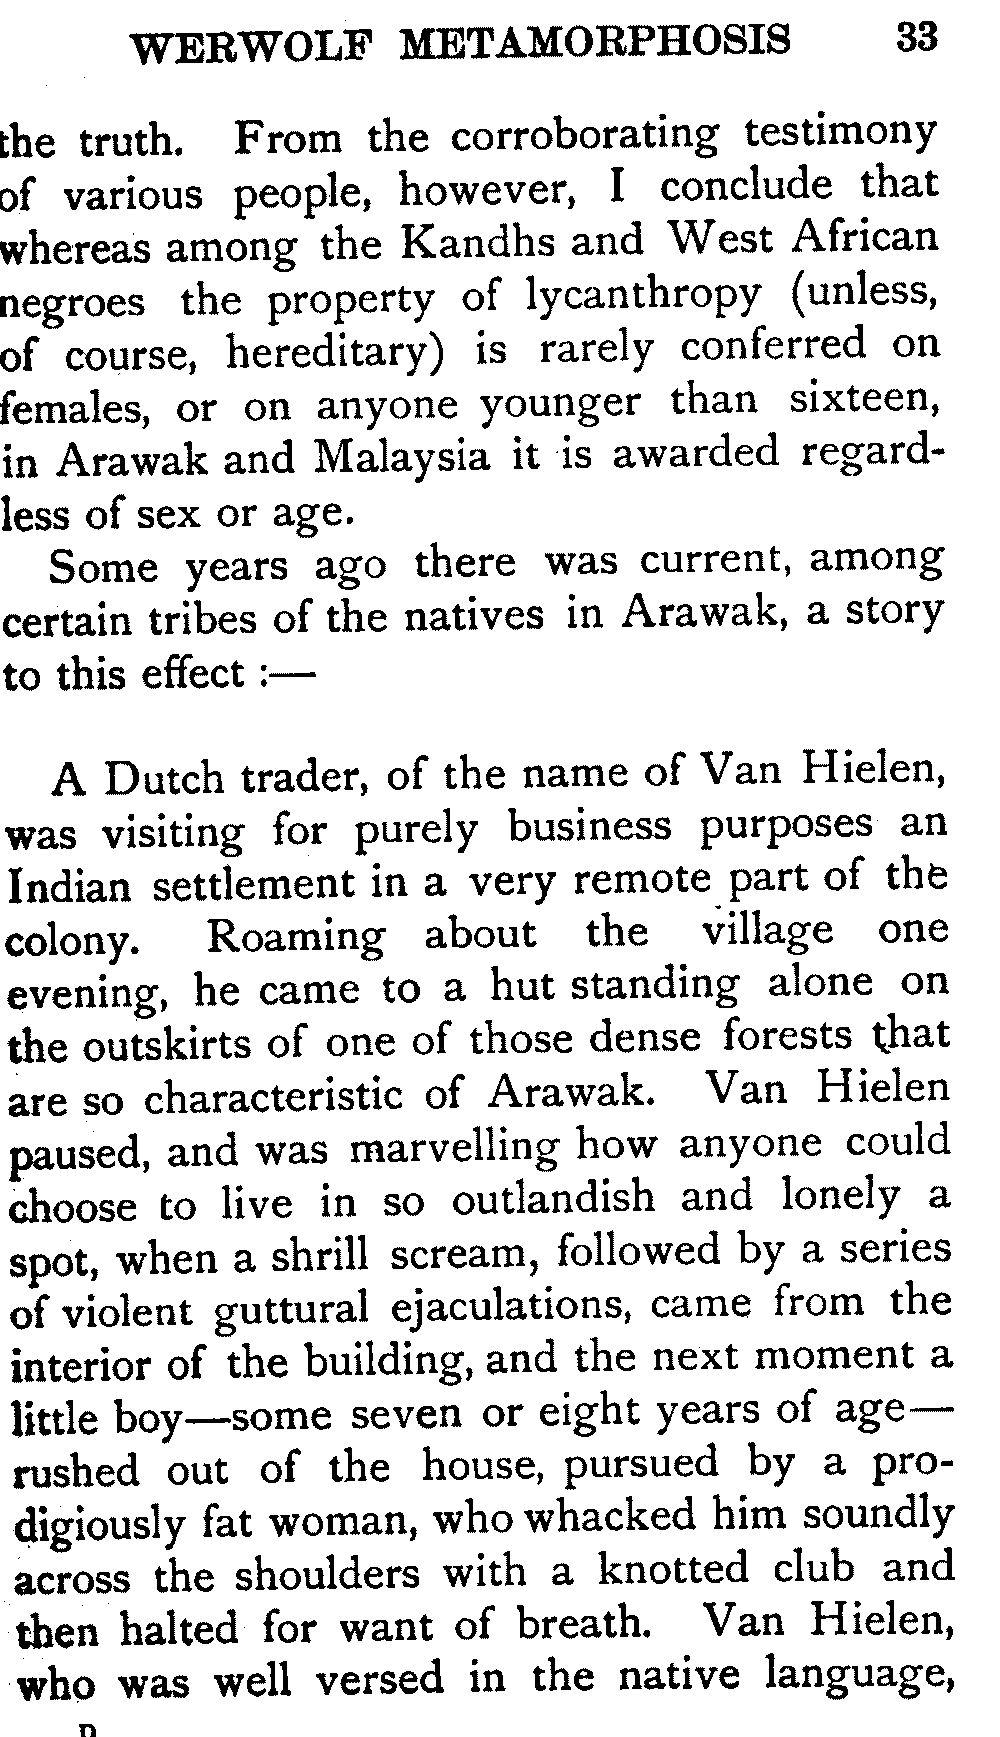 WERWOLF METAMORPHOSIS 33
the truth. From the corroborating testimony
of various people, however, I conclude that
whereas among the Kandhs and West African
negroes the property of lycanthropy (unless,
of course, hereditary) is rarely conferred on
females, or on anyone younger than sixteen,
in Arawak and Malaysia it is awarded regard-
less of sex or age.
Some years ago there was current, among
certain tribes of the natives in Arawak, a story
to this effect :—
A Dutch trader, of the name of Van Hielen,
was visiting for purely business purposes an
Indian settlement in a very remote part of the
colony. Roaming about the village one
evening, he came to a hut standing alone on
the outskirts of one of those dense forests that
are so characteristic of Arawak. Van Hielen
paused, and was marvelling how anyone could
choose to live in so outlandish and lonely a
spot, when a shrill scream, followed by a series
of violent guttural ejaculations, came from the
interior of the building, and the next moment a
little boy—some seven or eight years of age—
rushed out of the house, pursued by a pro-
digiously fat woman, who whacked him soundly
across the shoulders with a knotted club and
then halted for want of breath. Van Hielen,
who was well versed in the native language,
D